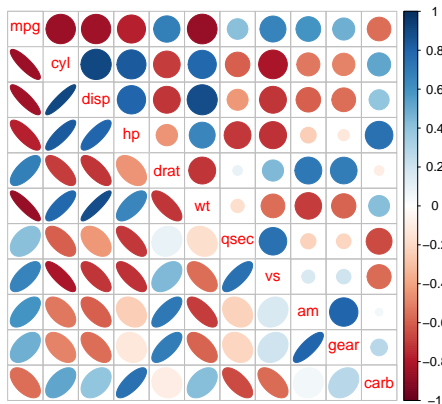 mpg
cyl
disp
hp
drat
wt
qsec
vs
am
gear
carb
1
0.8
0.6
0.4
0.2
0
−0.2
−0.4
−0.6
−0.8
−1